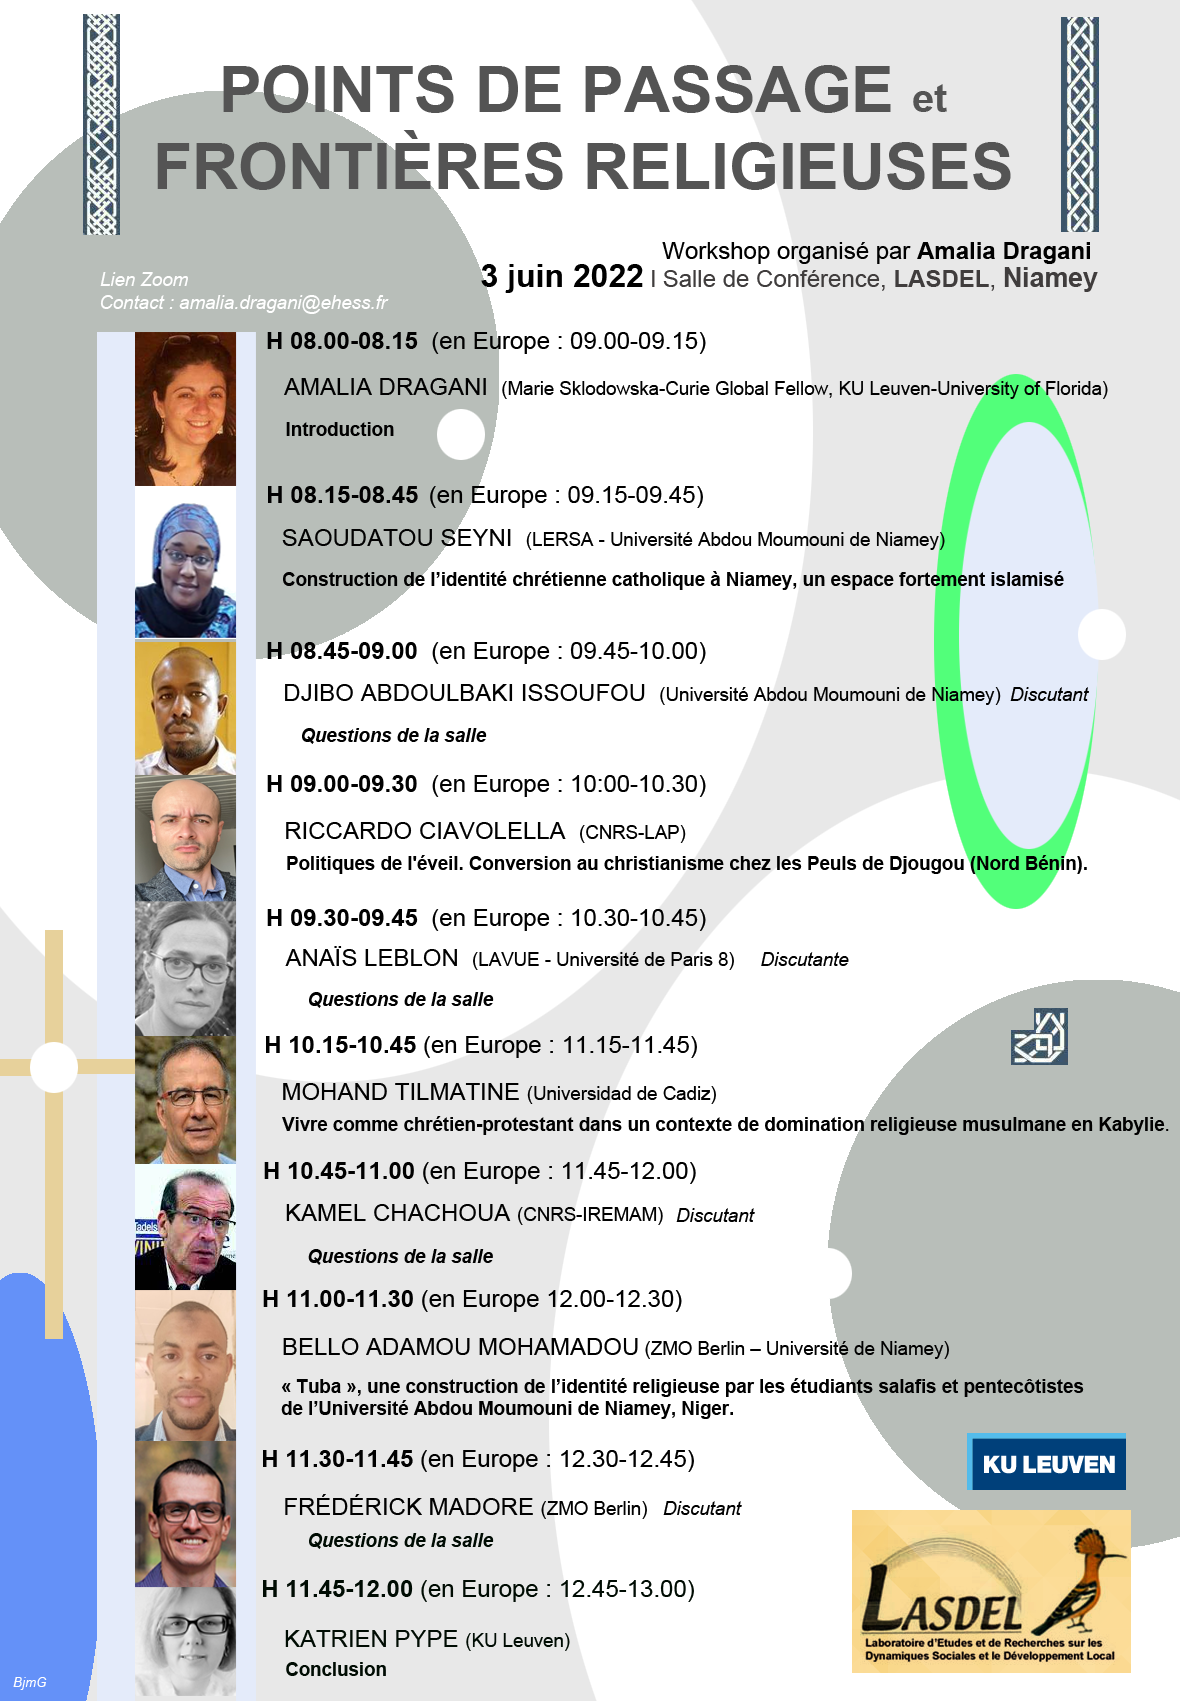 POINTS DE PASSAGE et
FRONTIÈRES RELIGIEUSES
Workshop organisé par Amalia Dragani
3 juin 2022 I Salle de Conférence, LASDEL, Niamey
Lien Zoom
Contact : amalia.dragani@ehess.fr
H 08.00-08.15 (en Europe : 09.00-09.15)
AMALIA DRAGANI (Marie Sklodowska-Curie Global Fellow, KU Leuven-University of Florida)
Introduction
H 08.15-08.45 (en Europe : 09.15-09.45)
SAOUDATOU SEYNI (LERSA - Université Abdou Moumouni de Niamey)
Construction de l’identité chrétienne catholique à Niamey, un espace fortement islamisé
H 08.45-09.00 (en Europe : 09.45-10.00)
DJIBO ABDOULBAKI ISSOUFOU (Université Abdou Moumouni de Niamey) Discutant
Questions de la salle
H 09.00-09.30 (en Europe : 10:00-10.30)
RICCARDO CIAVOLELLA (CNRS-LAP)
Politiques de l'éveil. Conversion au christianisme chez les Peuls de Djougou (Nord Bénin).
H 09.30-09.45 (en Europe : 10.30-10.45)
ANAÏS LEBLON (LAVUE - Université de Paris 8) Discutante
Questions de la salle
H 10.15-10.45 (en Europe : 11.15-11.45)
MOHAND TILMATINE (Universidad de Cadiz)
Vivre comme chrétien-protestant dans un contexte de domination religieuse musulmane en Kabylie.
H 10.45-11.00 (en Europe : 11.45-12.00)
KAMEL CHACHOUA (CNRS-IREMAM) Discutant
Tadels
Questions de la salle
H 11.00-11.30 (en Europe 12.00-12.30)
BELLO ADAMOU MOHAMADOU (ZMO Berlin – Université de Niamey)
« Tuba », une construction de l’identité religieuse par les étudiants salafis et pentecôtistes
de l’Université Abdou Moumouni de Niamey, Niger.
H 11.30-11.45 (en Europe : 12.30-12.45)
KU LEUVEN
FRÉDÉRICK MADORE (ZMO Berlin) Discutant
Questions de la salle
H 11.45-12.00 (en Europe : 12.45-13.00)
KATRIEN PYPE (KU Leuven)
Conclusion
LASDEL
Laboratoire d'Etudes et de Recherches sur les
Dynamiques Sociales et le Développement Local
BjmG